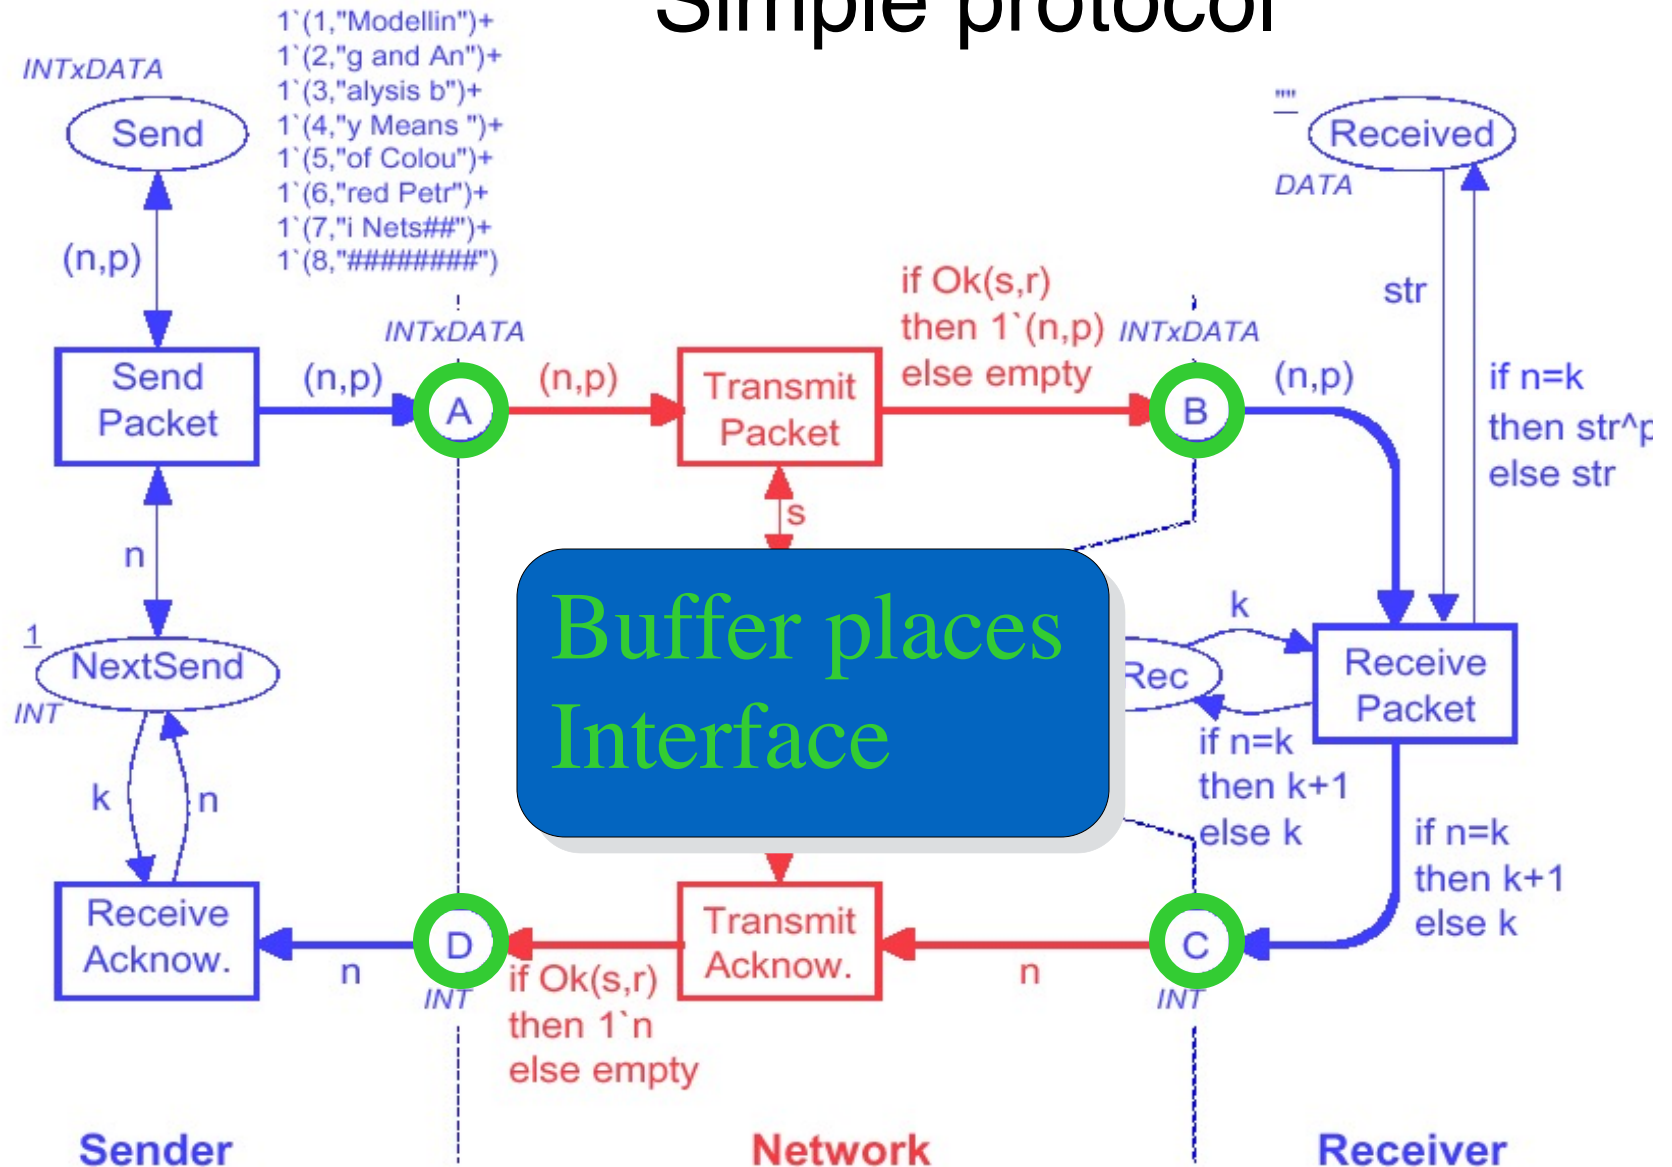 Simple protocol
1`(1,"Modellin")+
1`(2,"g and An")+
1`(3,"alysis b")+
1`(4,"y Means ")+
1`(5,"of Colou")+
1`(6,"red Petr")+
1`(7,"i Nets##")+
1`(8,"########")
INTxDATA
Send
""
Received
DATA
(n,p)
str
if Ok(s,r)
then 1`(n,p)
else empty
INTxDATA
INTxDATA
Send
Packet
(n,p)
A
(n,p)
Transmit
Packet
B
(n,p)
if n=k
then str^p
else str
s
n
Buffer places
Interface
1
NextSend
INT
Rec
k
Receive
Packet
if n=k
then k+1
else k
k
n
if n=k
then k+1
else k
Receive
Acknow.
n
D
INT
if Ok(s,r)
then 1`n
else empty
Transmit
Acknow.
n
C
INT
Sender
Network
Receiver